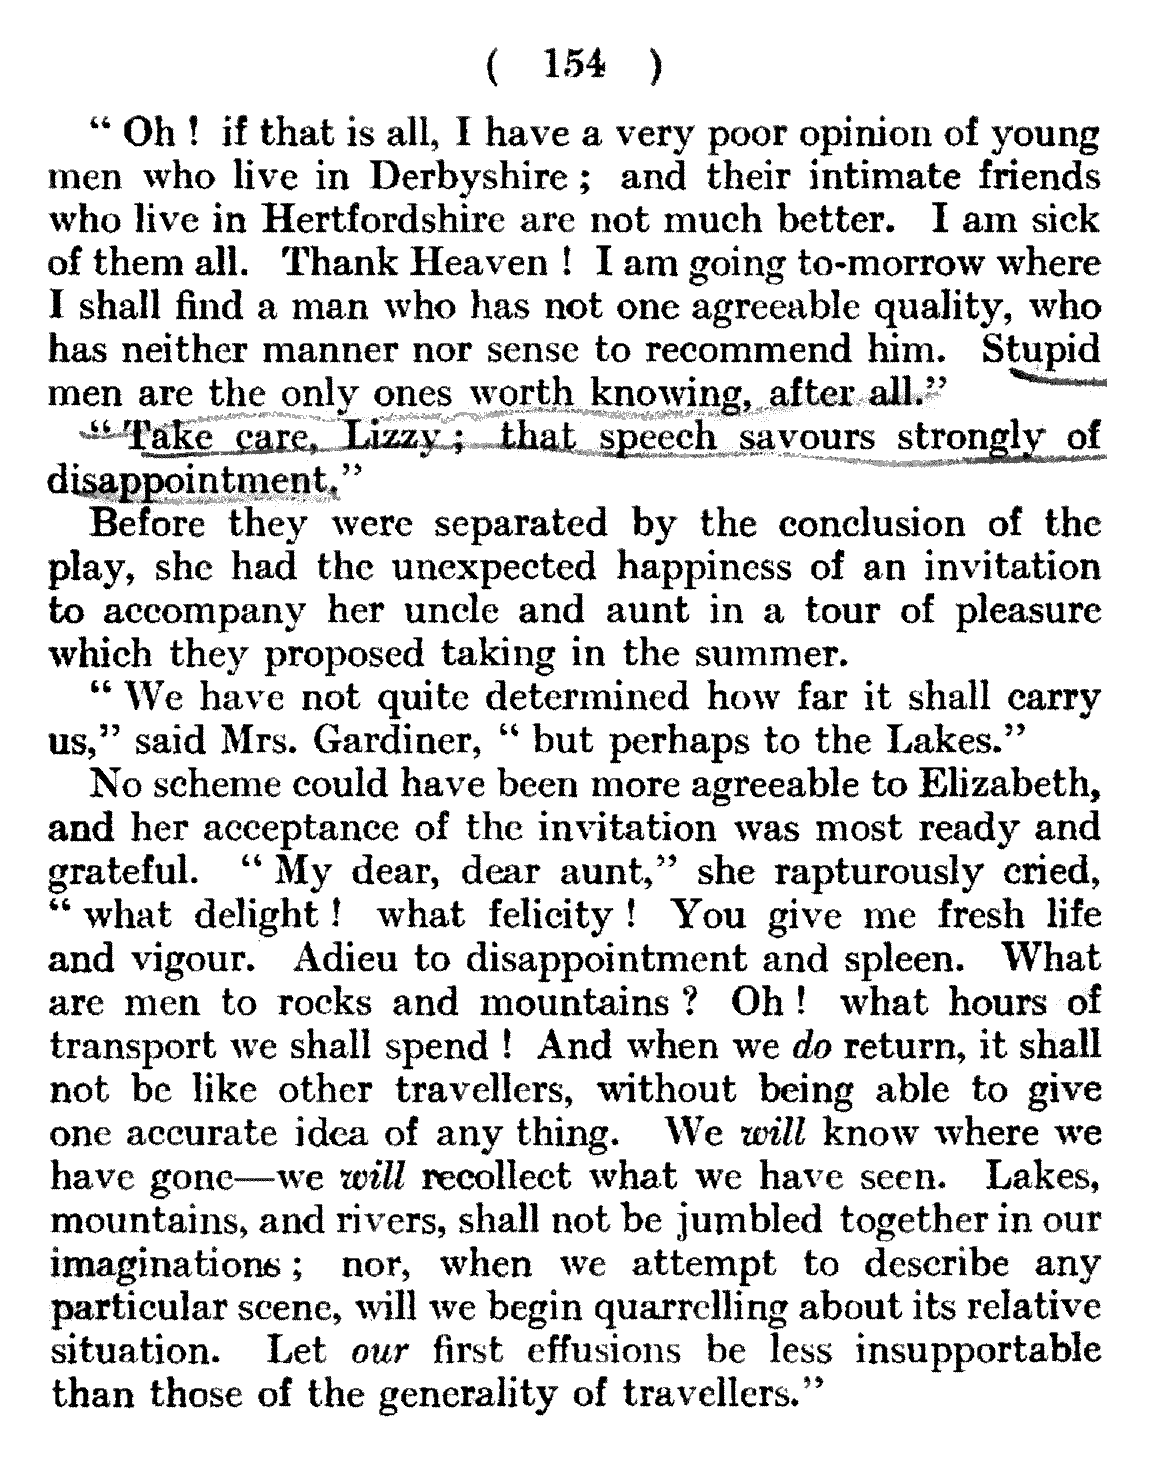 ( 154 )
“ Oh ! if that is all, I have a very poor opinion of young
men who live in Derbyshire ; and their intimate friends
who live in Hertfordshire are not much better. I am sick
of them all. Thank Heaven ! I am going to-morrow where
I shall find a man who has not one agreeable quality, who
has neither manner nor sense to recommend him. Stupid
men are the only ones worth knowing, after all.”
“ Take care, Lizzy ; that speech savours strongly of
disappointment.”
Before they were separated by the conclusion of the
play, she had the unexpected happiness of an invitation
to accompany her uncle and aunt in a tour of pleasure
which they proposed taking in the summer.
“ We have not quite determined how far it shall carry
us,” said Mrs. Gardiner, “ but perhaps to the Lakes.”
No scheme could have been more agreeable to Elizabeth,
and her acceptance of the invitation was most ready and
grateful. “ My dear, dear aunt,” she rapturously cried,
“ what delight ! what felicity ! You give me fresh life
and vigour. Adieu to disappointment and spleen. What
are men to rocks and mountains ? Oh ! what hours of
transport we shall spend ! And when we do return, it shall
not be like other travellers, without being able to give
one accurate idea of any thing. We will know where we
have gone—we will recollect what we have seen. Lakes,
mountains, and rivers, shall not be jumbled together in our
imaginations ; nor, when we attempt to describe any
particular scene, will we begin quarrelling about its relative
situation. Let our first effusions be less insupportable
than those of the generality of travellers.”